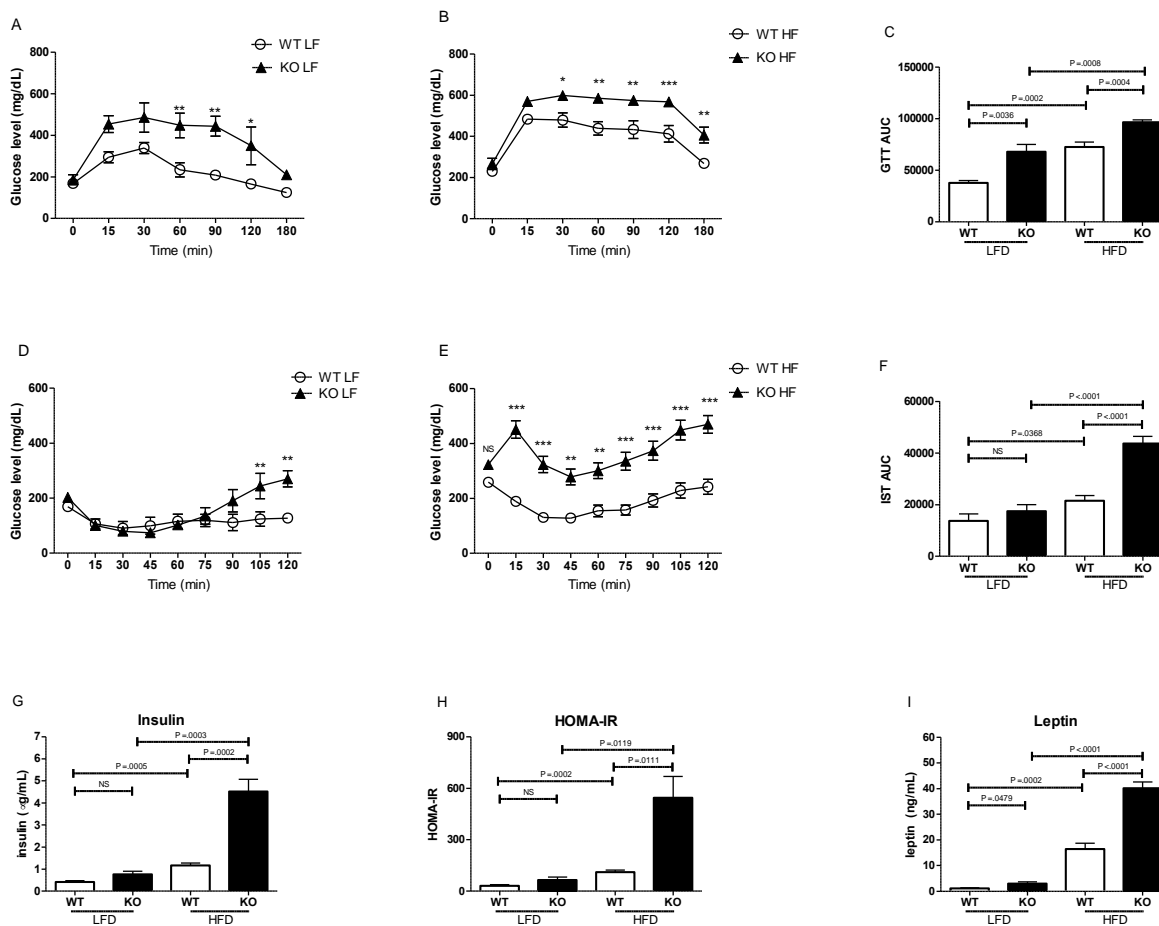 A
WT LF
KO LF
Glucose level (mg/dL)
800
600
400
200
0
** ** *
0 15 30 60 90 120 180
Time (min)
B
WT HF
KO HF
Glucose level (mg/dL)
800
600
400
200
0
* ** ** *** **
0 15 30 60 90 120 180
Time (min)
C
GTT AUC
150000
100000
50000
0
P=.0008
P=.0004
P=.0002
P=.0036
WT KO WT KO
LFD HFD
D
WT LF
KO LF
Glucose level (mg/dL)
600
400
200
0
** **
0 15 30 45 60 75 90 105 120
Time (min)
E
WT HF
KO HF
Glucose level (mg/dL)
600
400
200
0
NS *** *** ** ** *** *** *** ***
0 15 30 45 60 75 90 105 120
Time (min)
F
IST AUC
60000
40000
20000
0
P<.0001
P<.0001
P=.0368
NS
WT KO WT KO
LFD HFD
G
Insulin
insulin (αg/mL)
7
6
5
4
3
2
1
0
P=.0003
P=.0002
P=.0005
NS
WT KO WT KO
LFD HFD
H
HOMA-IR
HOMA-IR
900
600
300
0
P=.0119
P=.0111
P=.0002
NS
WT KO WT KO
LFD HFD
I
Leptin
leptin (ng/mL)
60
50
40
30
20
10
0
P<.0001
P<.0001
P=.0002
P=.0479
WT KO WT KO
LFD HFD